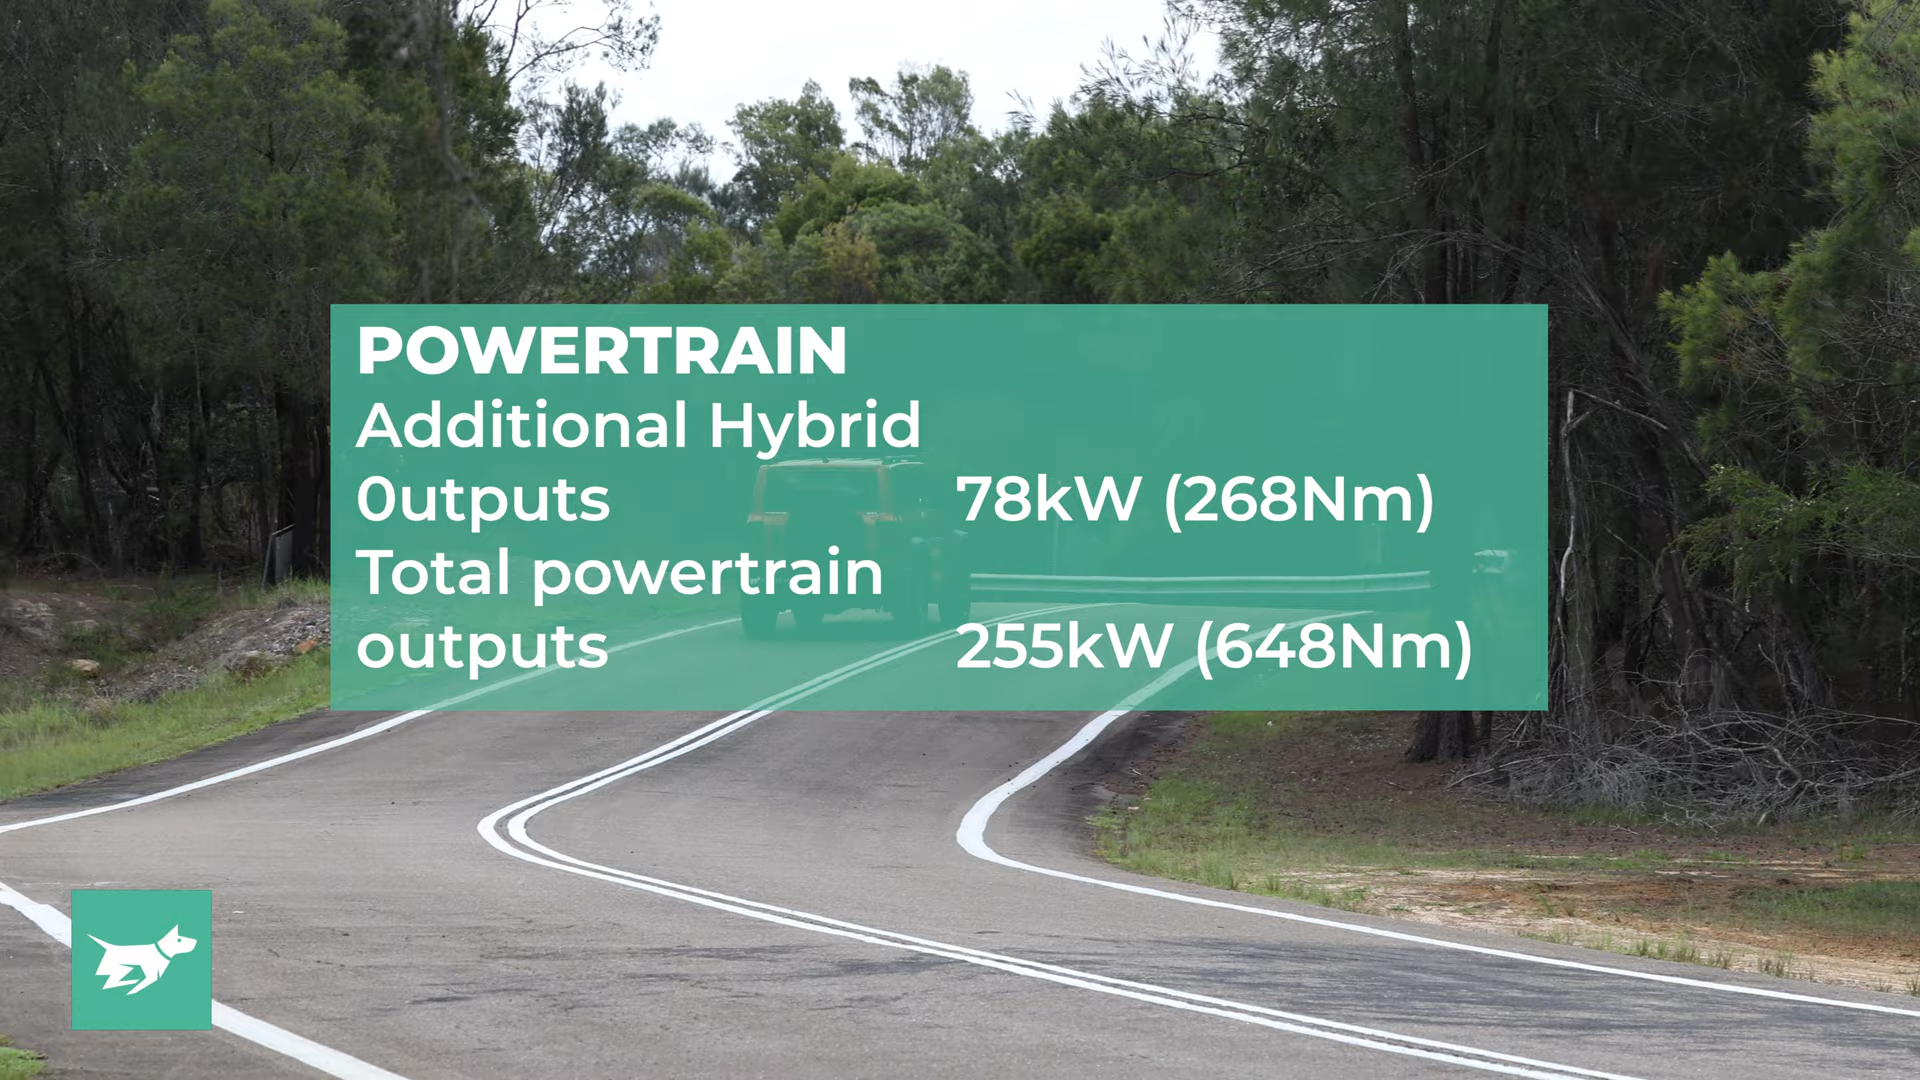 POWERTRAIN
Additional Hybrid
0utputs 78kW (268Nm)
Total powertrain
outputs 255kW (648Nm)